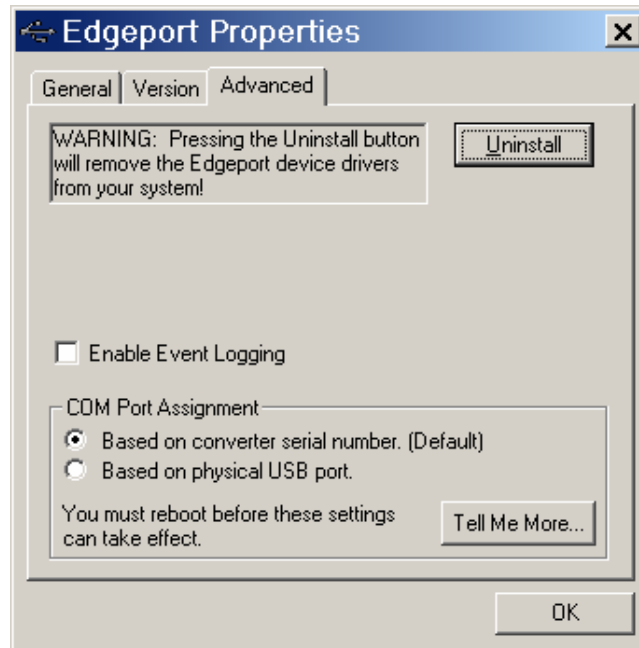 Edgeport Properties
General Version Advanced
WARNING: Pressing the Uninstall button
will remove the Edgeport device drivers
from your system!
Uninstall
Enable Event Logging
COM Port Assignment
Based on converter serial number. (Default)
Based on physical USB port.
You must reboot before these settings
can take effect.
Tell Me More...
OK